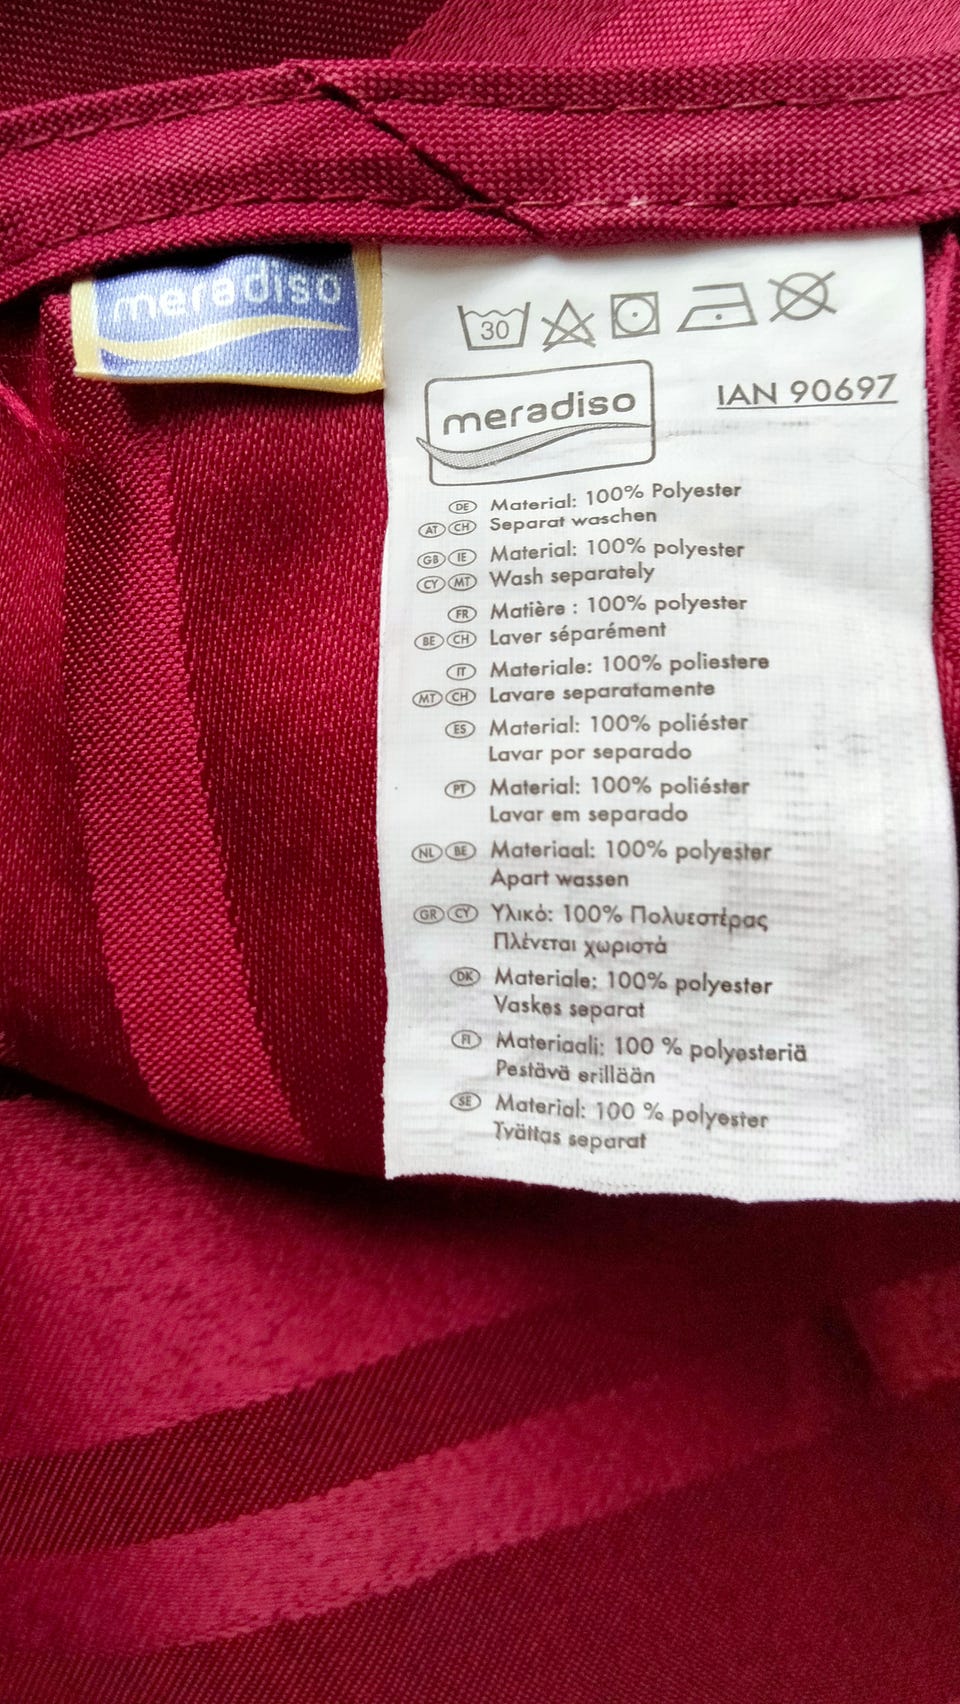 meradiso
30
meradiso
IAN 90697
DE Material: 100% Polyester
AT CH Separat waschen
GB IE Material: 100% polyester
CY MT Wash separately
FR Matière : 100% polyester
BE CH Laver séparément
IT Materiale: 100% poliestere
MT CH Lavare separatamente
ES Material: 100% poliéster
Lavar por separado
PT Material: 100% poliéster
Lavar em separado
NL BE Materiaal: 100% polyester
Apart wassen
GR CY Υλικό: 100% Πολυεστέρας
Πλένεται χωριστά
DK Materiale: 100% polyester
Vaskes separat
FI Materiaali: 100 % polyesteriä
Pestävä erillään
SE Material: 100 % polyester
Tvättas separat